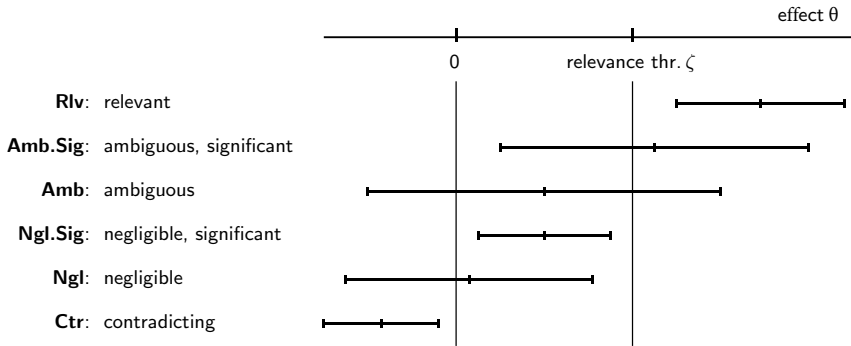 effect θ
0 relevance thr. ζ
Rlv: relevant
Amb.Sig: ambiguous, significant
Amb: ambiguous
Ngl.Sig: negligible, significant
Ngl: negligible
Ctr: contradicting